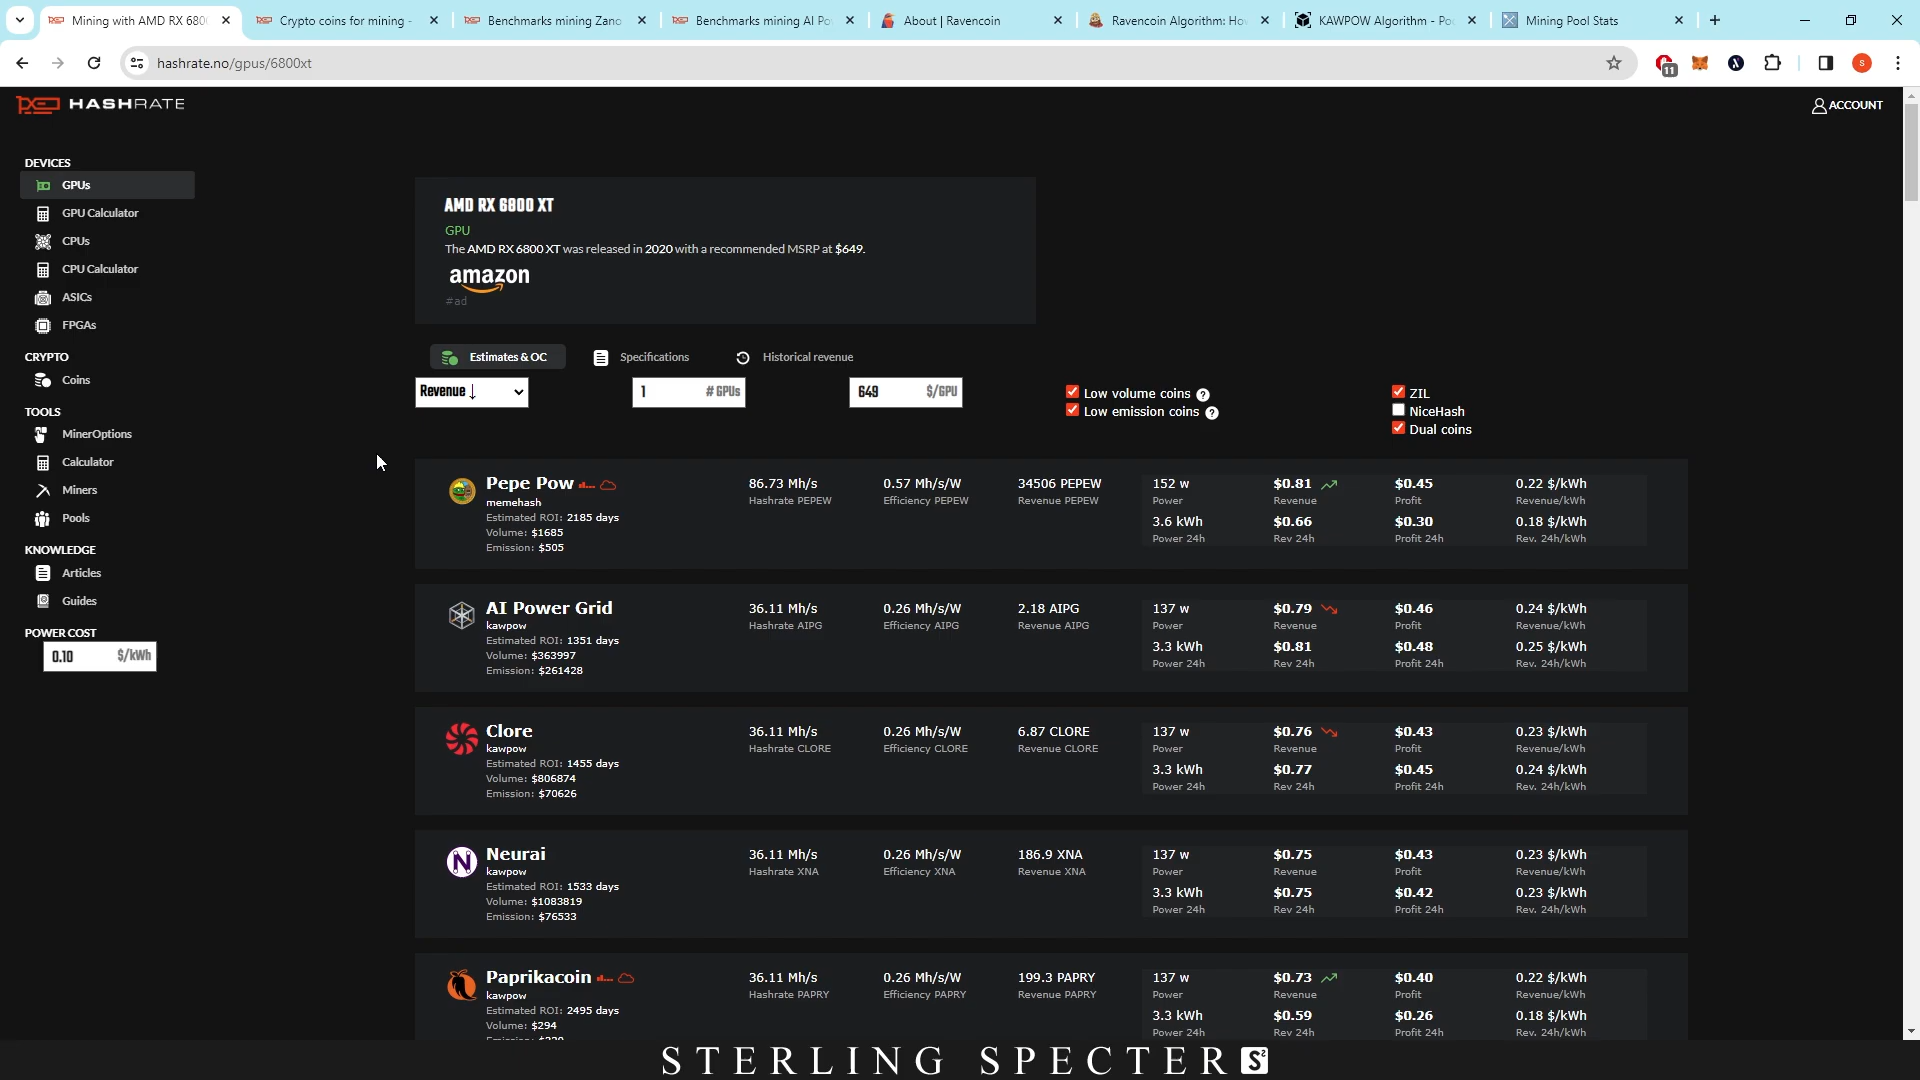 Mining with AMD RX 680
Crypto coins for mining -
Benchmarks mining Zano
Benchmarks mining AI Po
About | Ravencoin
Ravencoin Algorithm: Ho
KAWPOW Algorithm - Po
Mining Pool Stats
hashrate.no/gpus/6800xt
11
S
HASHRATE
ACCOUNT
DEVICES
GPUs
GPU Calculator
CPUs
CPU Calculator
ASICs
FPGAs
CRYPTO
Coins
TOOLS
MinerOptions
Calculator
Miners
Pools
KNOWLEDGE
Articles
Guides
POWER COST
0.10 $/kWh
AMD RX 6800 XT
GPU
The AMD RX 6800 XT was released in 2020 with a recommended MSRP at $649.
amazon
#ad
Estimates & OC Specifications Historical revenue
Revenue ↓ 1 # GPUs 649 $/GPU
Low volume coins ?
Low emission coins ?
ZIL
NiceHash
Dual coins
Pepe Pow 86.73 Mh/s 0.57 Mh/s/W 34506 PEPEW 152 w $0.81 $0.45 0.22 $/kWh
memehash Hashrate PEPEW Efficiency PEPEW Revenue PEPEW Power Revenue Profit Revenue/kWh
Estimated ROI: 2185 days 3.6 kWh $0.66 $0.30 0.18 $/kWh
Volume: $1685 Power 24h Rev 24h Profit 24h Rev. 24h/kWh
Emission: $505
AI Power Grid 36.11 Mh/s 0.26 Mh/s/W 2.18 AIPG 137 w $0.79 $0.46 0.24 $/kWh
kawpow Hashrate AIPG Efficiency AIPG Revenue AIPG Power Revenue Profit Revenue/kWh
Estimated ROI: 1351 days 3.3 kWh $0.81 $0.48 0.25 $/kWh
Volume: $363997 Power 24h Rev 24h Profit 24h Rev. 24h/kWh
Emission: $261428
Clore 36.11 Mh/s 0.26 Mh/s/W 6.87 CLORE 137 w $0.76 $0.43 0.23 $/kWh
kawpow Hashrate CLORE Efficiency CLORE Revenue CLORE Power Revenue Profit Revenue/kWh
Estimated ROI: 1455 days 3.3 kWh $0.77 $0.45 0.24 $/kWh
Volume: $806874 Power 24h Rev 24h Profit 24h Rev. 24h/kWh
Emission: $70626
Neurai 36.11 Mh/s 0.26 Mh/s/W 186.9 XNA 137 w $0.75 $0.43 0.23 $/kWh
kawpow Hashrate XNA Efficiency XNA Revenue XNA Power Revenue Profit Revenue/kWh
Estimated ROI: 1533 days 3.3 kWh $0.75 $0.42 0.23 $/kWh
Volume: $1083819 Power 24h Rev 24h Profit 24h Rev. 24h/kWh
Emission: $76533
Paprikacoin 36.11 Mh/s 0.26 Mh/s/W 199.3 PAPRY 137 w $0.73 $0.40 0.22 $/kWh
kawpow Hashrate PAPRY Efficiency PAPRY Revenue PAPRY Power Revenue Profit Revenue/kWh
Estimated ROI: 2495 days 3.3 kWh $0.59 $0.26 0.18 $/kWh
Volume: $294 Power 24h Rev 24h Profit 24h Rev. 24h/kWh
STERLING SPECTER